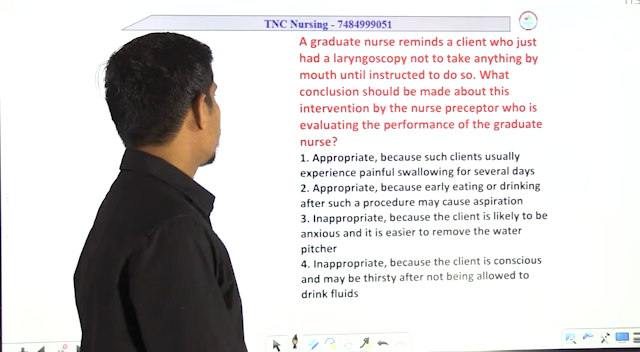 TNC Nursing - 7484999051
A graduate nurse reminds a client who just
had a laryngoscopy not to take anything by
mouth until instructed to do so. What
conclusion should be made about this
intervention by the nurse preceptor who is
evaluating the performance of the graduate
nurse?
1. Appropriate, because such clients usually
experience painful swallowing for several days
2. Appropriate, because early eating or drinking
after such a procedure may cause aspiration
3. Inappropriate, because the client is likely to be
anxious and it is easier to remove the water
pitcher
4. Inappropriate, because the client is conscious
and may be thirsty after not being allowed to
drink fluids